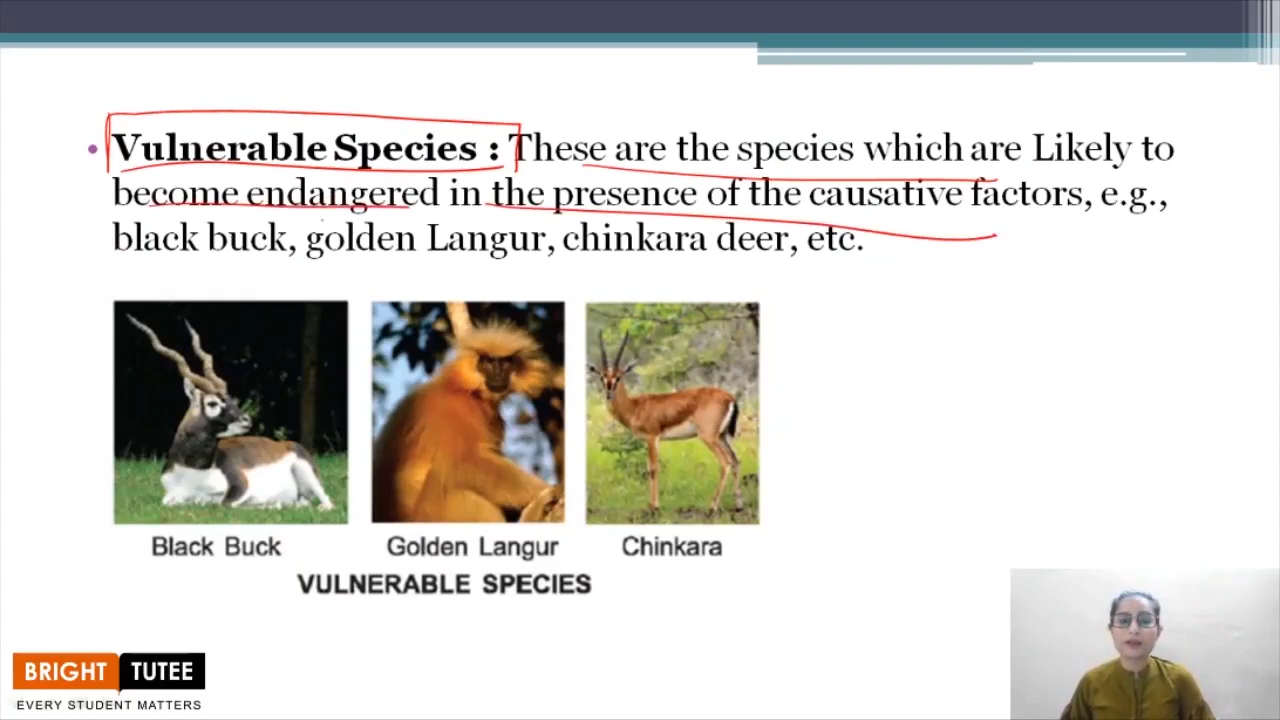 • Vulnerable Species : These are the species which are Likely to
become endangered in the presence of the causative factors, e.g.,
black buck, golden Langur, chinkara deer, etc.
Black Buck Golden Langur Chinkara
VULNERABLE SPECIES
BRIGHT TUTEE
EVERY STUDENT MATTERS